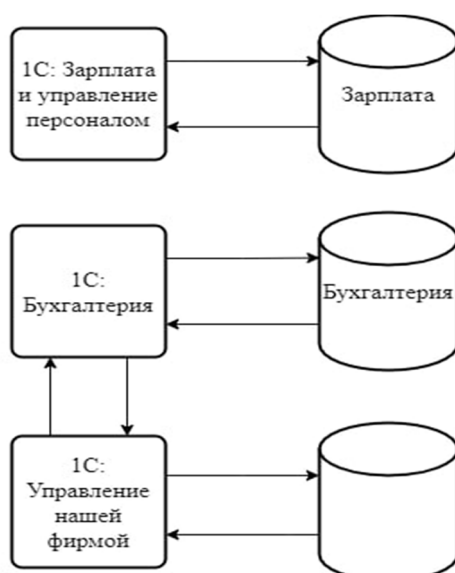 1С: Зарплата
и управление
персоналом
Зарплата
1С:
Бухгалтерия
Бухгалтерия
1С:
Управление
нашей
фирмой